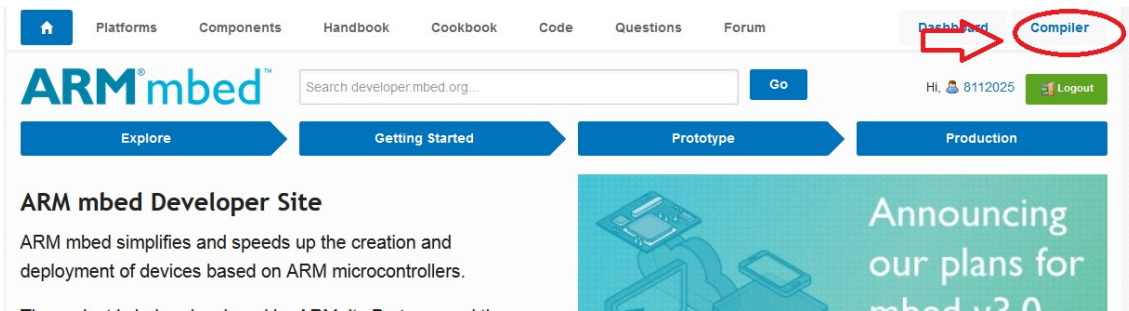 Platforms Components Handbook Cookbook Code Questions Forum Dashboard Compiler
ARM®mbed™
Search developer.mbed.org...
Go
Hi, 8112025
Logout
Explore Getting Started Prototype Production
ARM mbed Developer Site
ARM mbed simplifies and speeds up the creation and
deployment of devices based on ARM microcontrollers.
Announcing
our plans for
mbed v3.0